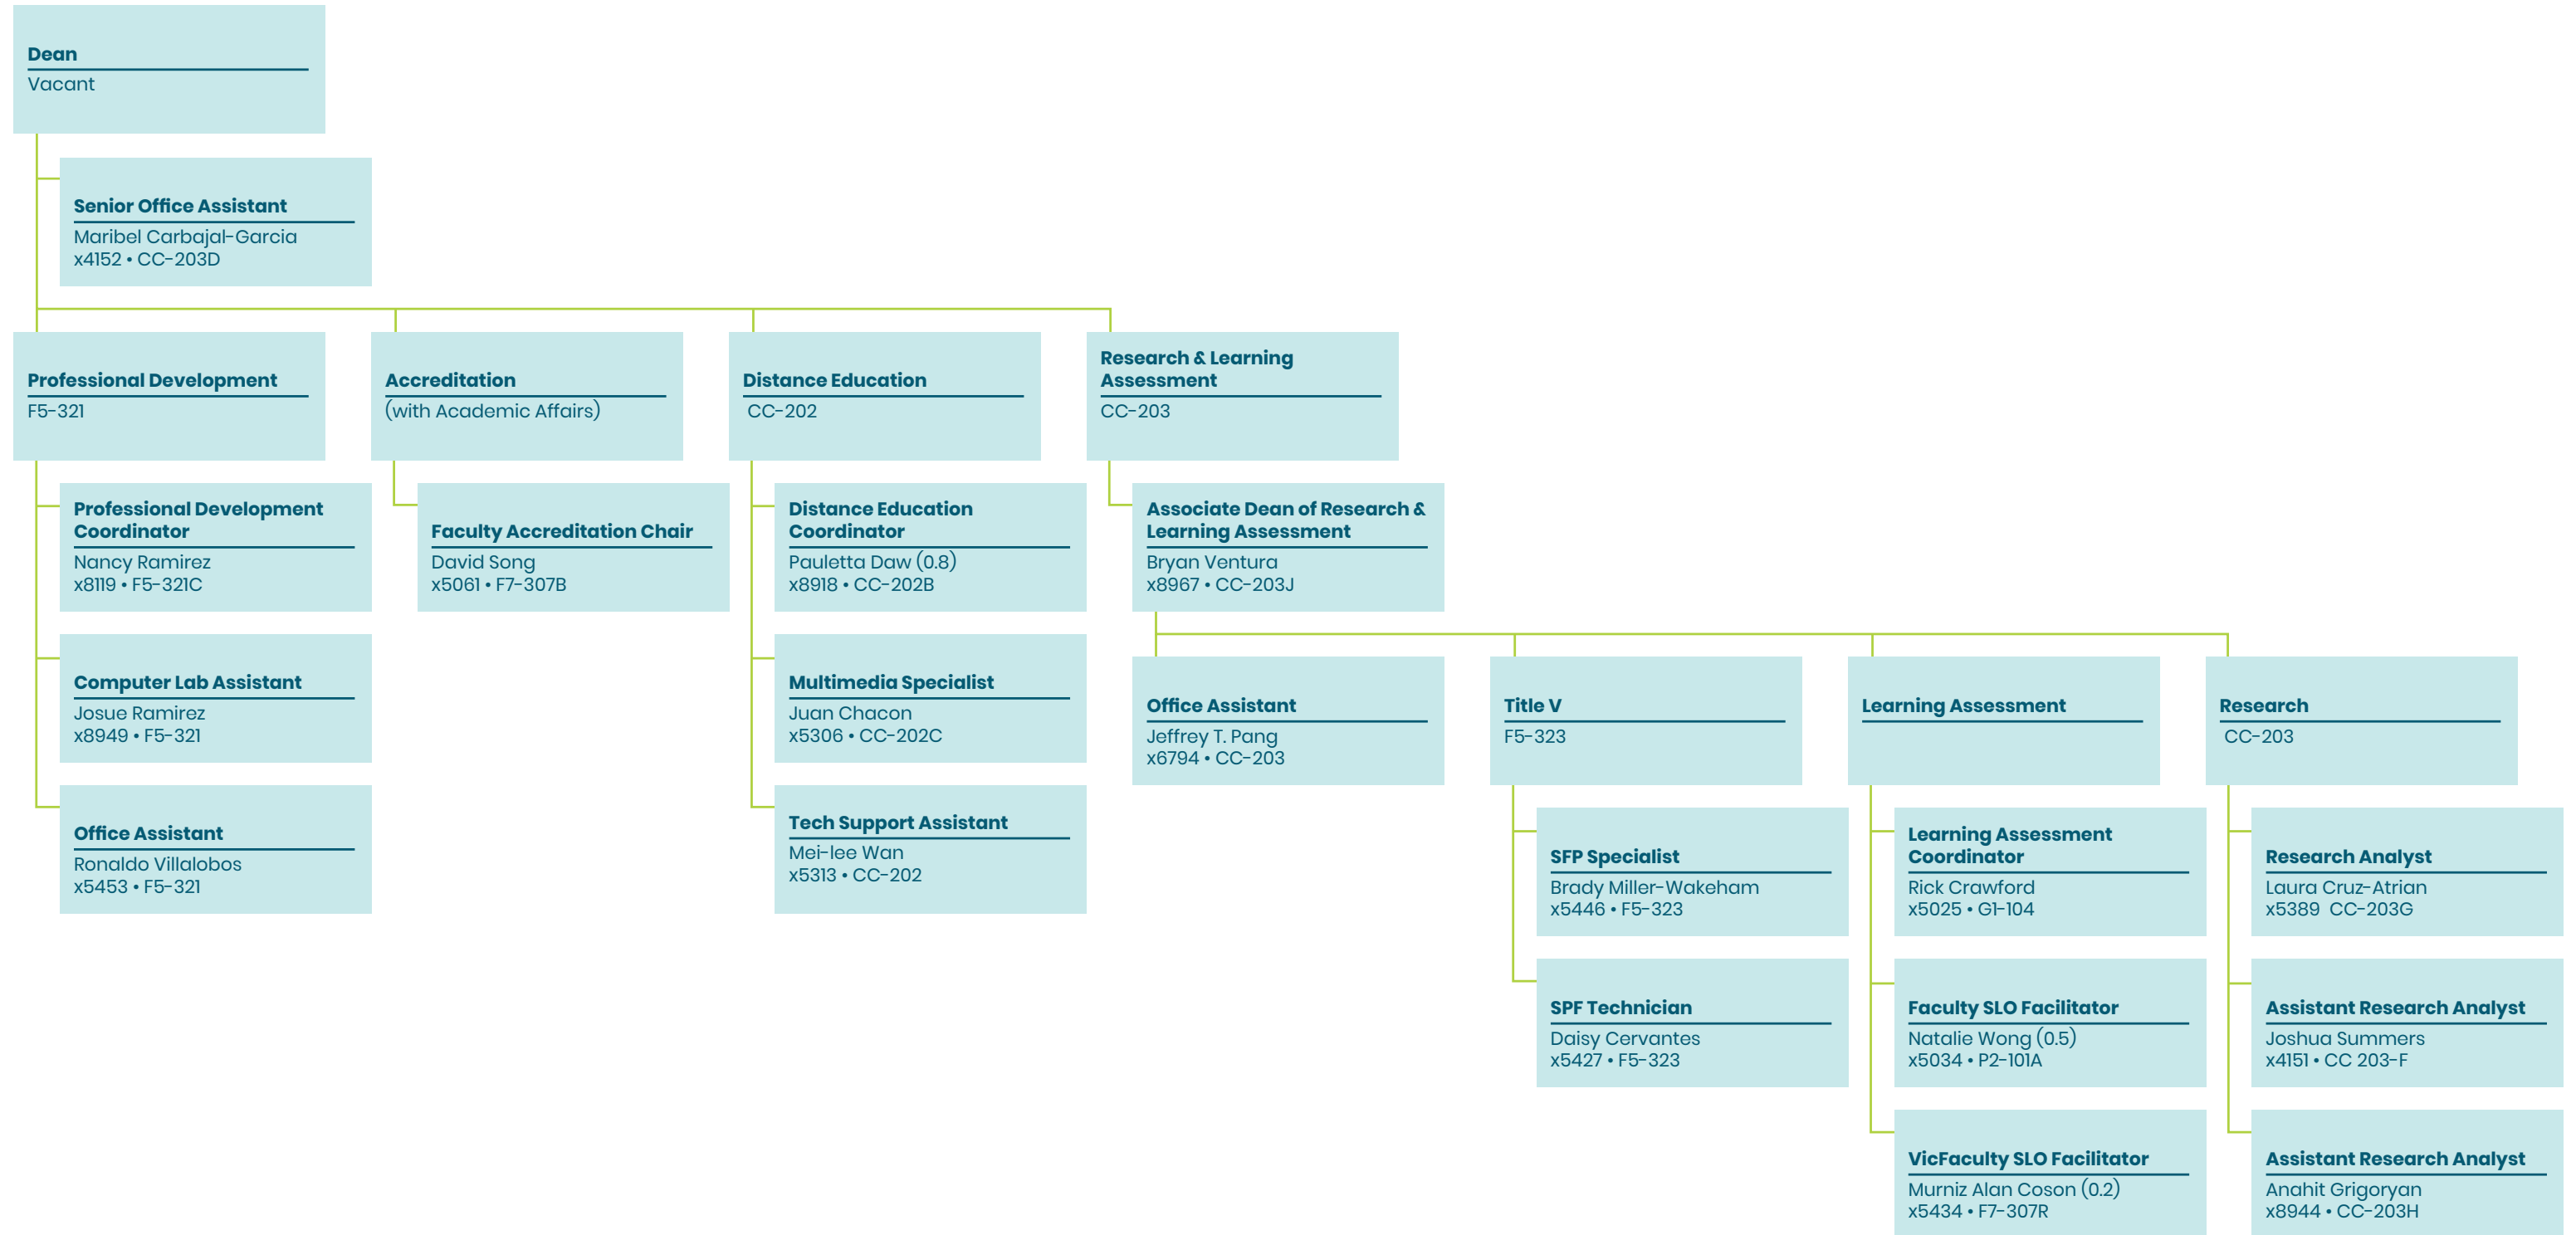 Dean
Vacant
Senior Office Assistant
Maribel Carbajal-Garcia
x4152 • CC-203D
Professional Development
F5-321
Accreditation
(with Academic Affairs)
Distance Education
CC-202
Research & Learning
Assessment
CC-203
Professional Development
Coordinator
Nancy Ramirez
x8119 • F5-321C
Faculty Accreditation Chair
David Song
x5061 • F7-307B
Distance Education
Coordinator
Pauletta Daw (0.8)
x8918 • CC-202B
Associate Dean of Research &
Learning Assessment
Bryan Ventura
x8967 • CC-203J
Computer Lab Assistant
Josue Ramirez
x8949 • F5-321
Multimedia Specialist
Juan Chacon
x5306 • CC-202C
Office Assistant
Jeffrey T. Pang
x6794 • CC-203
Title V
F5-323
Learning Assessment
Research
CC-203
Office Assistant
Ronaldo Villalobos
x5453 • F5-321
Tech Support Assistant
Mei-lee Wan
x5313 • CC-202
SFP Specialist
Brady Miller-Wakeham
x5446 • F5-323
Learning Assessment
Coordinator
Rick Crawford
x5025 • G1-104
Research Analyst
Laura Cruz-Atrian
x5389  CC-203G
SPF Technician
Daisy Cervantes
x5427 • F5-323
Faculty SLO Facilitator
Natalie Wong (0.5)
x5034 • P2-101A
Assistant Research Analyst
Joshua Summers
x4151 • CC 203-F
VicFaculty SLO Facilitator
Murniz Alan Coson (0.2)
x5434 • F7-307R
Assistant Research Analyst
Anahit Grigoryan
x8944 • CC-203H